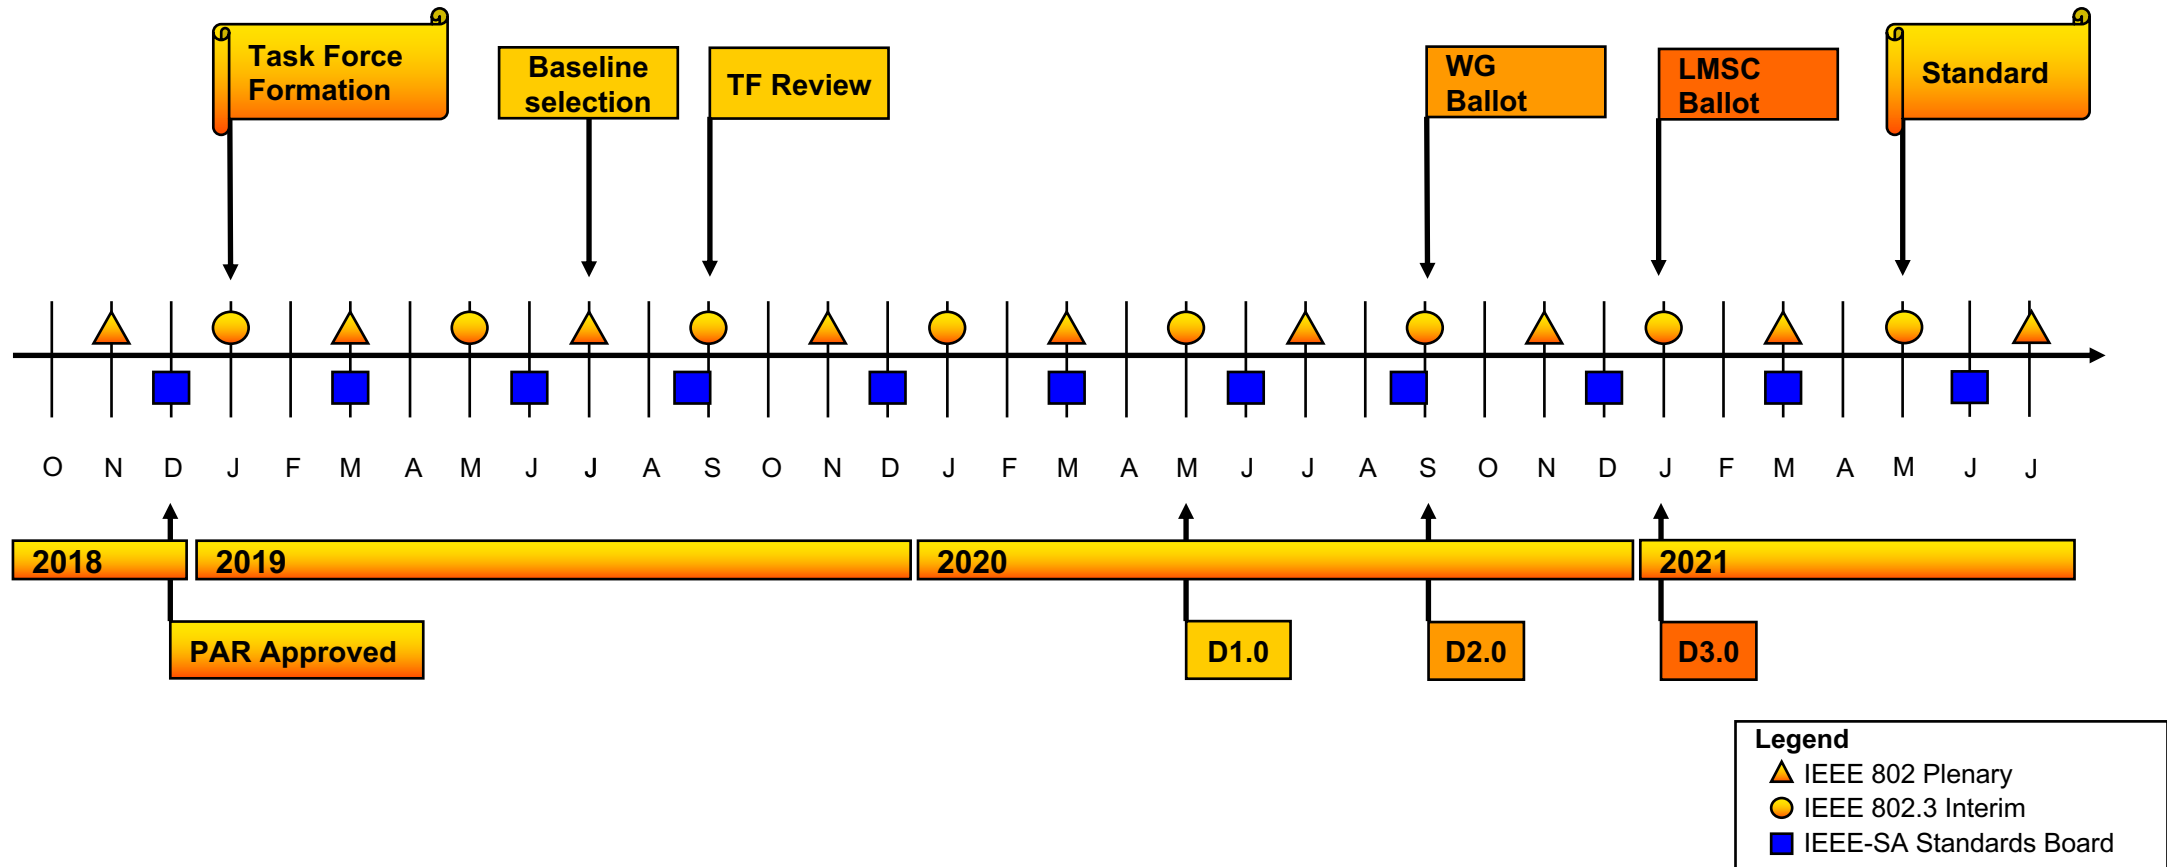 Task Force
Formation
Baseline
selection
TF Review
WG
Ballot
LMSC
Ballot
Standard
O N D J F M A M J J A S O N D J F M A M J J A S O N D J F M A M J J
2018 2019 2020 2021
PAR Approved D1.0 D2.0 D3.0
Legend
IEEE 802 Plenary
IEEE 802.3 Interim
IEEE-SA Standards Board